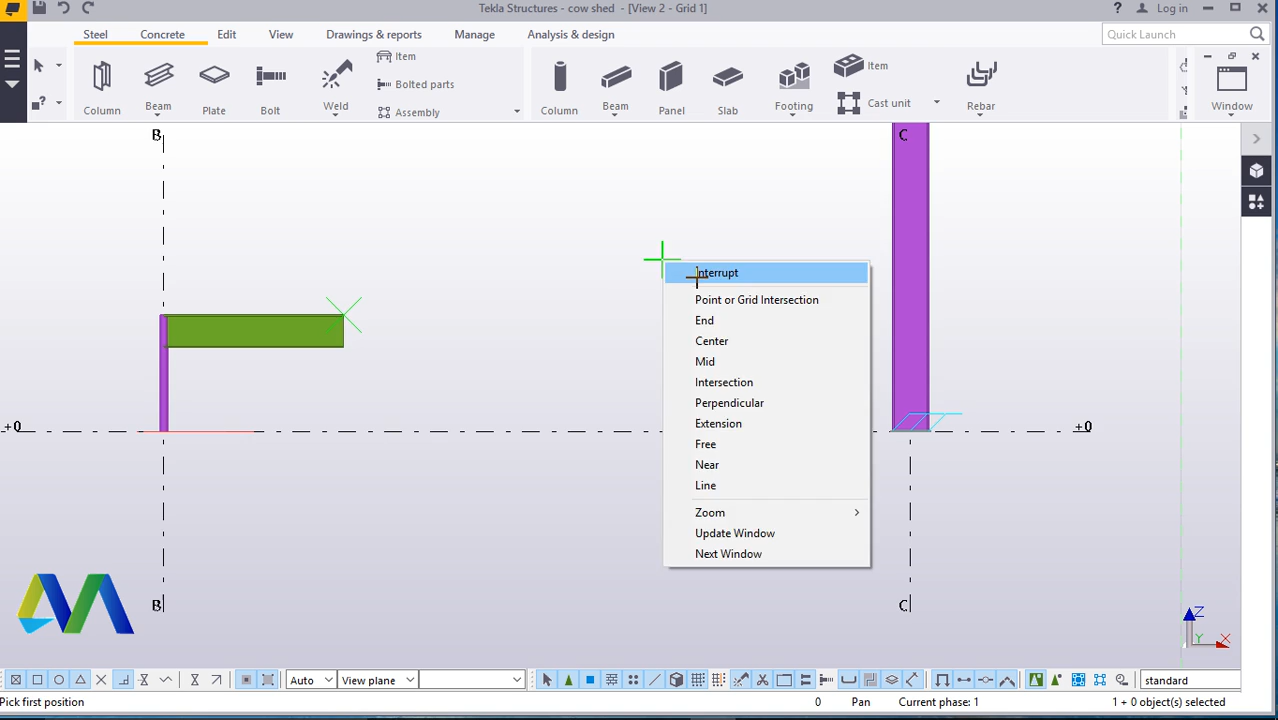 Tekla Structures - cow shed - [View 2 - Grid 1]
? Log in
Steel Concrete Edit View Drawings & reports Manage Analysis & design Quick Launch
Item
Bolted parts
Assembly
Column Beam Plate Bolt Weld
Item
Cast unit
Column Beam Panel Slab Footing Rebar Window
B C
Interrupt
Point or Grid Intersection
End
Center
Mid
Intersection
Perpendicular
Extension
Free
Near
Line
Zoom
Update Window
Next Window
+0 +0
B C
Z
Y X
Auto View plane standard
Pick first position 0 Pan Current phase: 1 1 + 0 object(s) selected